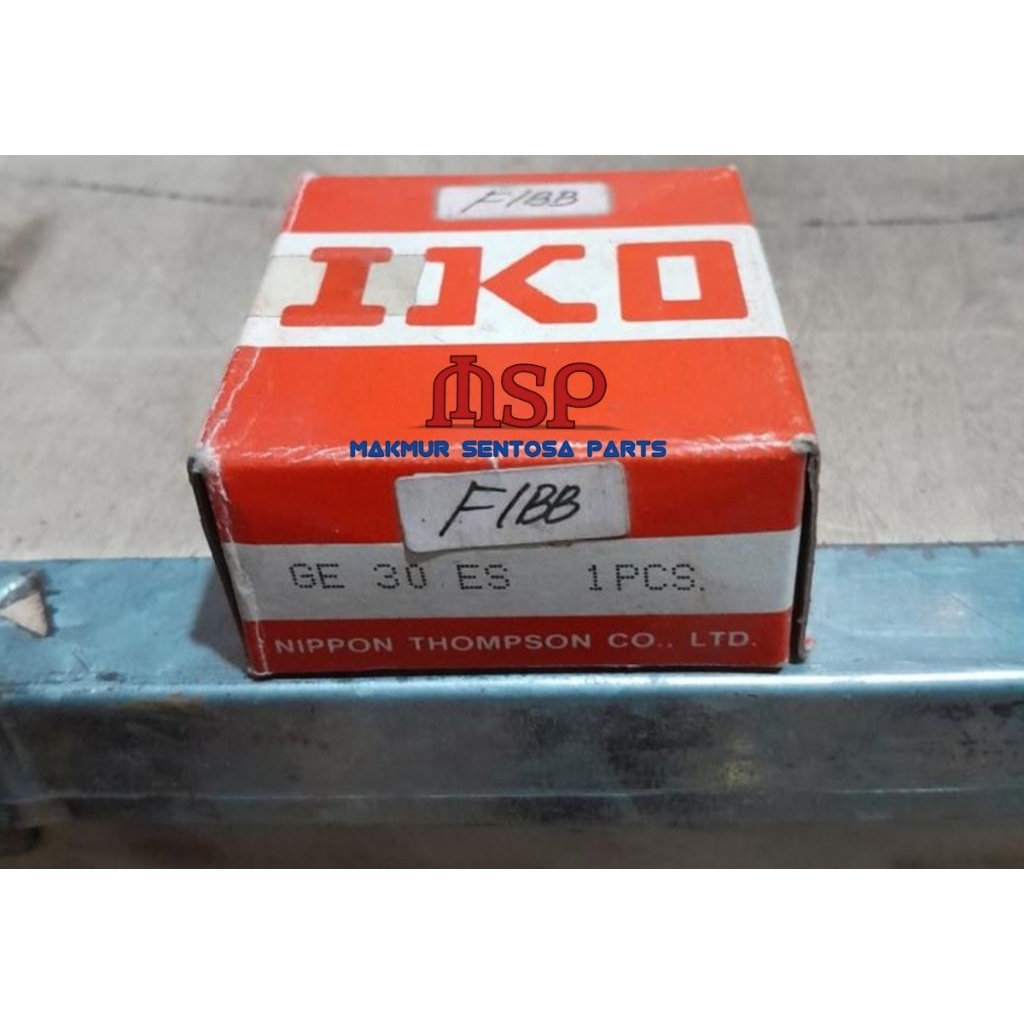 F1BB
IKO
MSP
MAKMUR SENTOSA PARTS
F1BB
GE 30 ES 1PCS.
NIPPON THOMPSON CO., LTD.